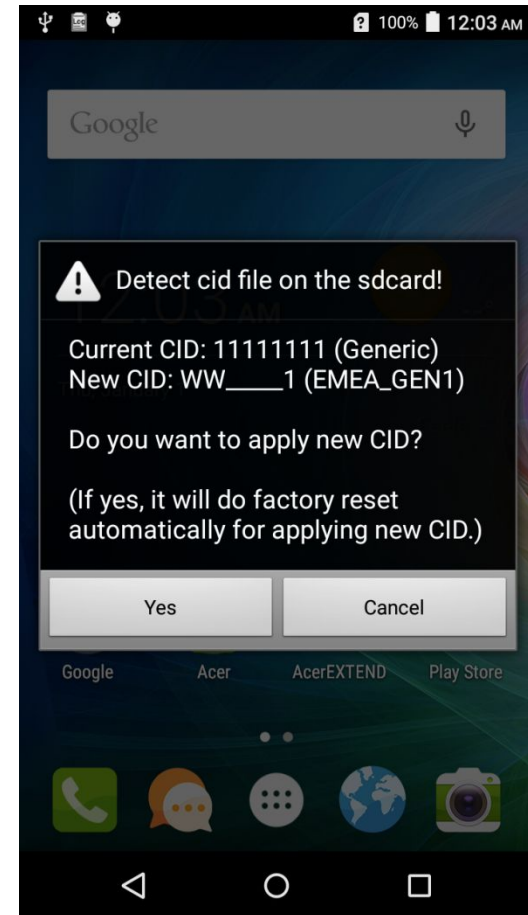 100% 12:03 AM
Google
Detect cid file on the sdcard!
Current CID: 11111111 (Generic)
New CID: WW_____1 (EMEA_GEN1)
Do you want to apply new CID?
(If yes, it will do factory reset
automatically for applying new CID.)
Yes Cancel
Google Acer AcerEXTEND Play Store